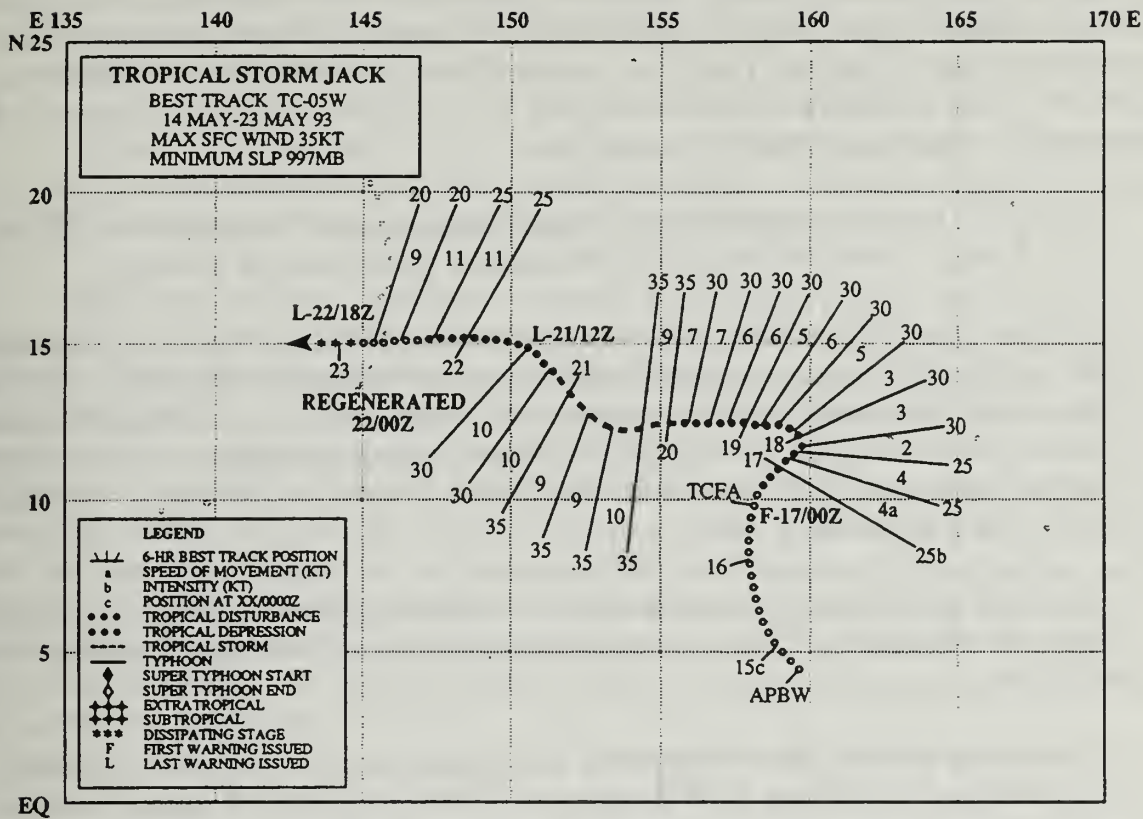 E 135 140 145 150 155 160 165 170 E
N 25
TROPICAL STORM JACK
BEST TRACK TC-05W
14 MAY-23 MAY 93
MAX SFC WIND 35KT
MINIMUM SLP 997MB
20
20 20 25 25
9 11 11
35 35 30 30 30 30 30 30 30 30
9 7 7 6 6 5 6 5 3 3
L-22/18Z
L-21/12Z
15
23 22 21
REGENERATED
22/00Z
20 19 18 17
30 30 35 35 35 35
10 10 9 9 10
30
2
25
4
25
4a
25b
10
TCFA
F-17/00Z
16
15c
APBW
5
LEGEND
6-HR BEST TRACK POSITION
a SPEED OF MOVEMENT (KT)
b INTENSITY (KT)
c POSITION AT XX/0000Z
TROPICAL DISTURBANCE
TROPICAL DEPRESSION
TROPICAL STORM
TYPHOON
SUPER TYPHOON START
SUPER TYPHOON END
EXTRATROPICAL
SUBTROPICAL
DISSIPATING STAGE
F FIRST WARNING ISSUED
L LAST WARNING ISSUED
EQ